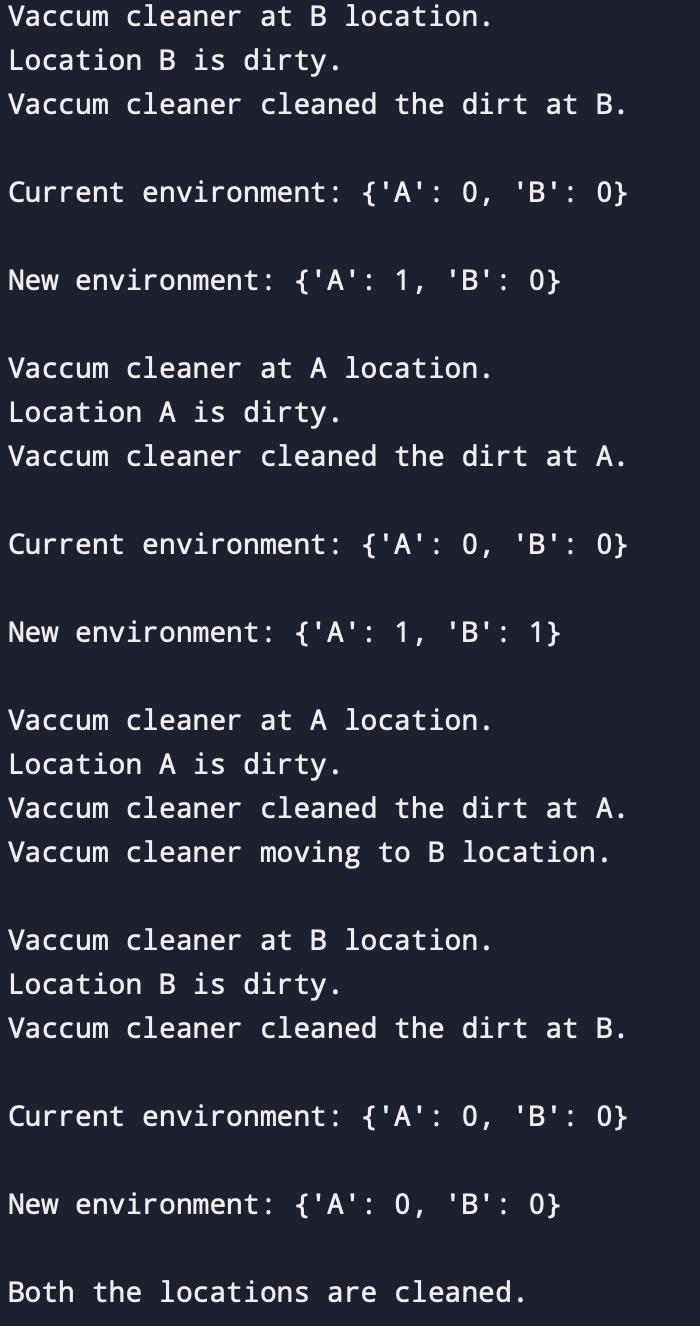 Vaccum cleaner at B location.
Location B is dirty.
Vaccum cleaner cleaned the dirt at B.
Current environment: {'A': 0, 'B': 0}
New environment: {'A': 1, 'B': 0}
Vaccum cleaner at A location.
Location A is dirty.
Vaccum cleaner cleaned the dirt at A.
Current environment: {'A': 0, 'B': 0}
New environment: {'A': 1, 'B': 1}
Vaccum cleaner at A location.
Location A is dirty.
Vaccum cleaner cleaned the dirt at A.
Vaccum cleaner moving to B location.
Vaccum cleaner at B location.
Location B is dirty.
Vaccum cleaner cleaned the dirt at B.
Current environment: {'A': 0, 'B': 0}
New environment: {'A': 0, 'B': 0}
Both the locations are cleaned.